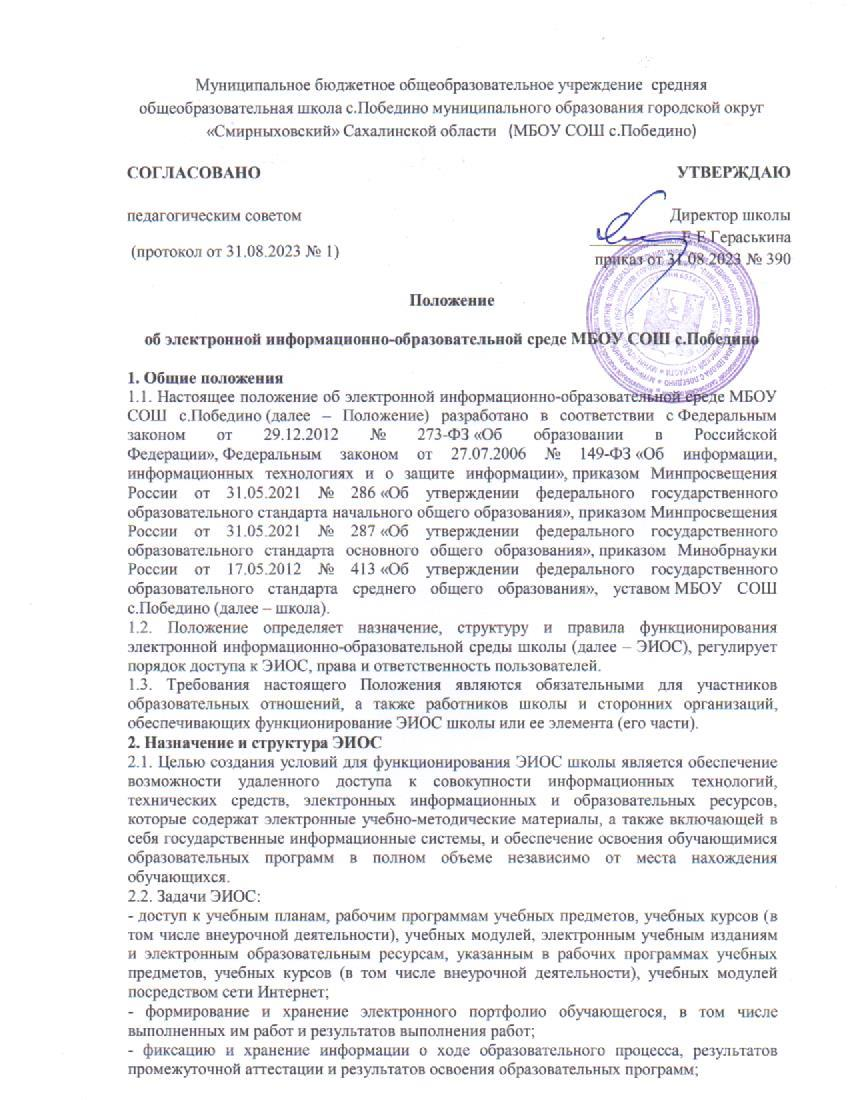 Муниципальное бюджетное общеобразовательное учреждение средняя
общеобразовательная школа с.Победино муниципального образования городской округ
«Смирныховский» Сахалинской области (МБОУ СОШ с.Победино)
СОГЛАСОВАНО УТВЕРЖДАЮ
педагогическим советом Директор школы
Е.Е.Гераськина
(протокол от 31.08.2023 № 1) приказ от 31.08.2023 № 390
Положение
об электронной информационно-образовательной среде МБОУ СОШ с.Победино
1. Общие положения
1.1. Настоящее положение об электронной информационно-образовательной среде МБОУ
СОШ с.Победино (далее – Положение) разработано в соответствии с Федеральным
законом от 29.12.2012 № 273-ФЗ «Об образовании в Российской
Федерации», Федеральным законом от 27.07.2006 № 149-ФЗ «Об информации,
информационных технологиях и о защите информации», приказом Минпросвещения
России от 31.05.2021 № 286 «Об утверждении федерального государственного
образовательного стандарта начального общего образования», приказом Минпросвещения
России от 31.05.2021 № 287 «Об утверждении федерального государственного
образовательного стандарта основного общего образования», приказом Минобрнауки
России от 17.05.2012 № 413 «Об утверждении федерального государственного
образовательного стандарта среднего общего образования», уставом МБОУ СОШ
с.Победино (далее – школа).
1.2. Положение определяет назначение, структуру и правила функционирования
электронной информационно-образовательной среды школы (далее – ЭИОС), регулирует
порядок доступа к ЭИОС, права и ответственность пользователей.
1.3. Требования настоящего Положения являются обязательными для участников
образовательных отношений, а также работников школы и сторонних организаций,
обеспечивающих функционирование ЭИОС школы или ее элемента (его части).
2. Назначение и структура ЭИОС
2.1. Целью создания условий для функционирования ЭИОС школы является обеспечение
возможности удаленного доступа к совокупности информационных технологий,
технических средств, электронных информационных и образовательных ресурсов,
которые содержат электронные учебно-методические материалы, а также включающей в
себя государственные информационные системы, и обеспечение освоения обучающимися
образовательных программ в полном объеме независимо от места нахождения
обучающихся.
2.2. Задачи ЭИОС:
- доступ к учебным планам, рабочим программам учебных предметов, учебных курсов (в
том числе внеурочной деятельности), учебных модулей, электронным учебным изданиям
и электронным образовательным ресурсам, указанным в рабочих программах учебных
предметов, учебных курсов (в том числе внеурочной деятельности), учебных модулей
посредством сети Интернет;
- формирование и хранение электронного портфолио обучающегося, в том числе
выполненных им работ и результатов выполнения работ;
- фиксацию и хранение информации о ходе образовательного процесса, результатов
промежуточной аттестации и результатов освоения образовательных программ;